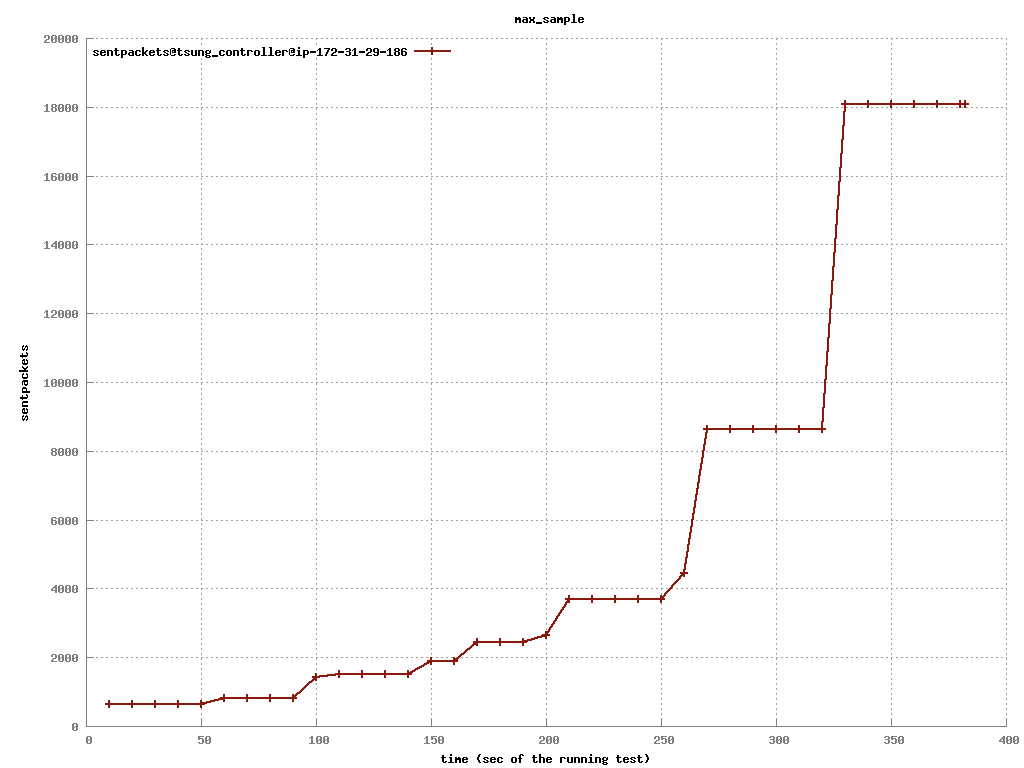 max_sample
sentpackets@tsung_controller@ip-172-31-29-186
20000
18000
16000
14000
12000
10000
8000
6000
4000
2000
0
sentpackets
0 50 100 150 200 250 300 350 400
time (sec of the running test)